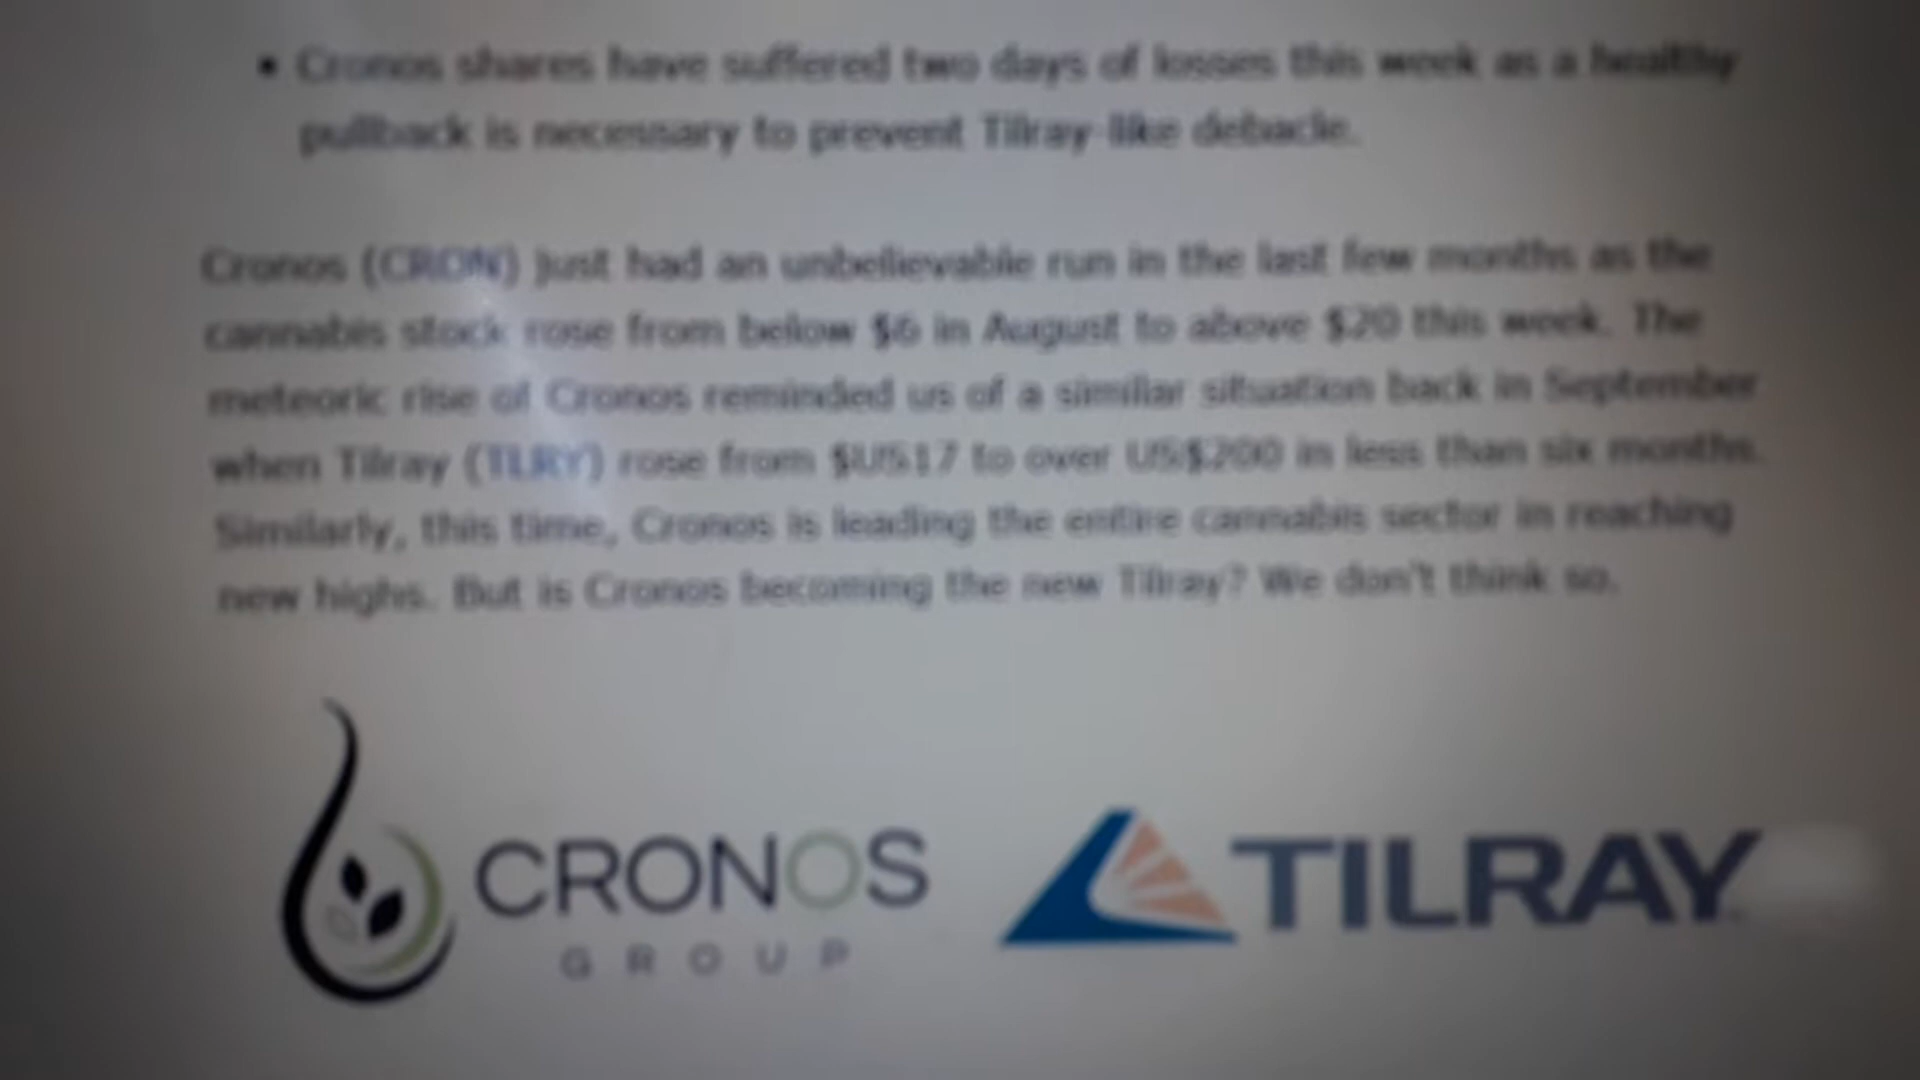 • Cronos shares have suffered two days of losses this week as a healthy
pullback is necessary to prevent Tilray-like debacle.
Cronos (CRON) just had an unbelievable run in the last few months as the
cannabis stock rose from below $6 in August to above $20 this week. The
meteoric rise of Cronos reminded us of a similar situation back in September
when Tilray (TLRY) rose from $US17 to over US$200 in less than six months.
Similarly, this time, Cronos is leading the entire cannabis sector in reaching
new highs. But is Cronos becoming the new Tilray? We don't think so.
CRONOS
GROUP
TILRAY